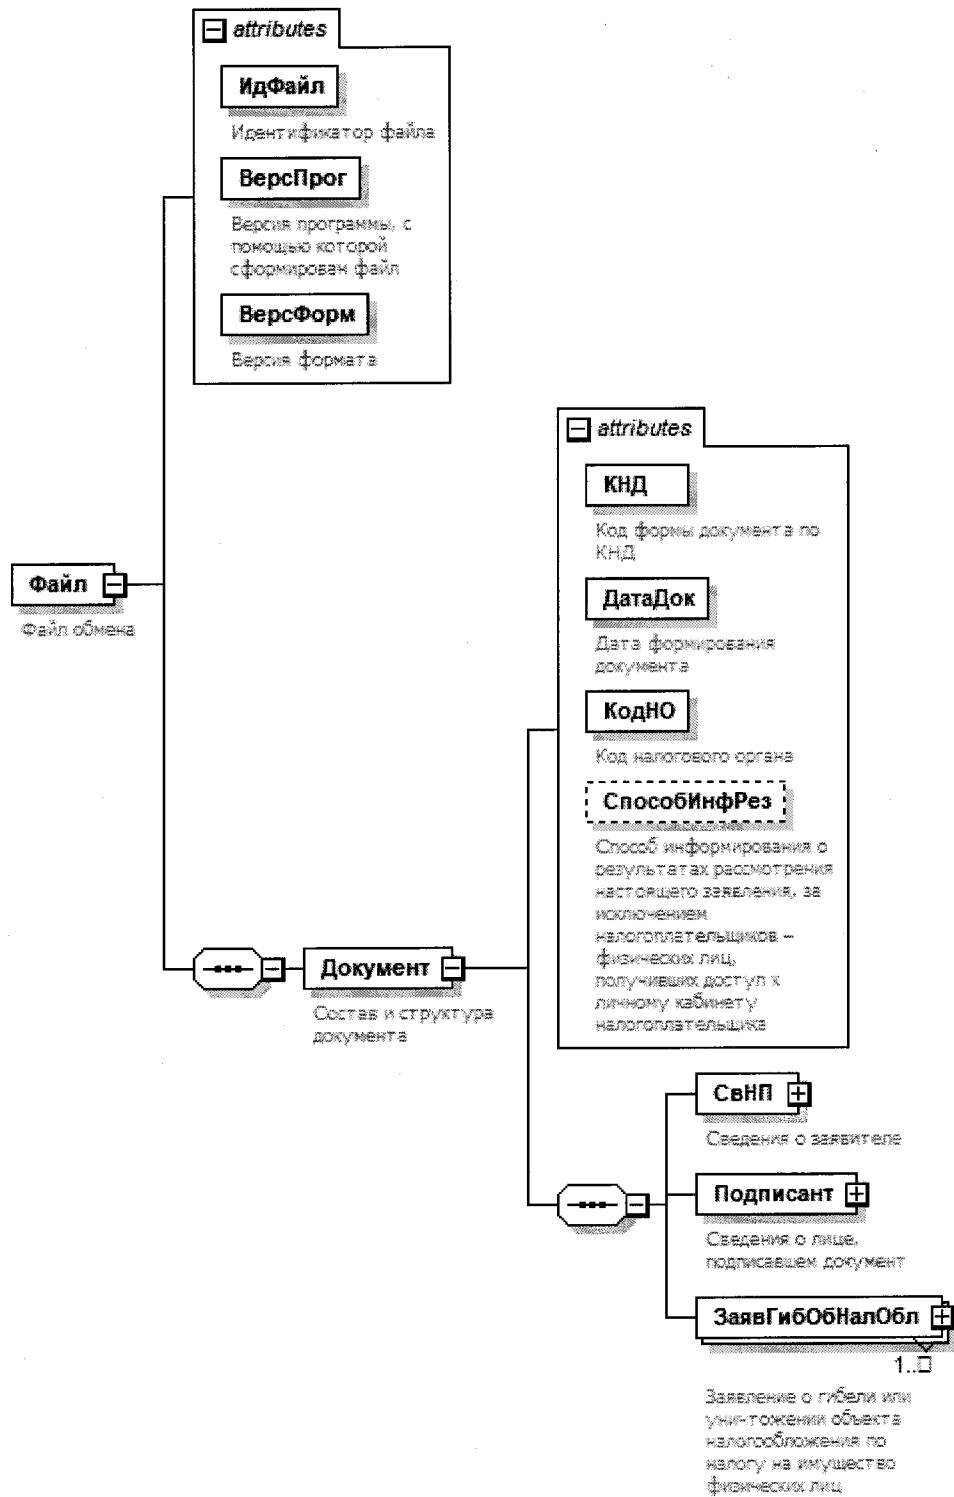 attributes
ИдФайл
Идентификатор файла
ВерсПрог
Версия программы, с
помощью которой
сформирован файл
ВерсФорм
Версия формата
attributes
КНД
Код формы документа по
КНД
Файл
Файл обмена
ДатаДок
Дата формирования
документа
КодНО
Код налогового органа
СпособИнфРез
Способ информирования о
результатах рассмотрения
настоящего заявления, за
исключением
налогоплательщиков –
физических лиц,
получивших доступ к
личному кабинету
налогоплательщика
Документ
Состав и структура
документа
СвНП
Сведения о заявителе
Подписант
Сведения о лице,
подписавшем документ
ЗаявГибОбНалОбл
1..□
Заявление о гибели или
уни-тожении объекта
налогообложения по
налогу на имущество
физических лиц